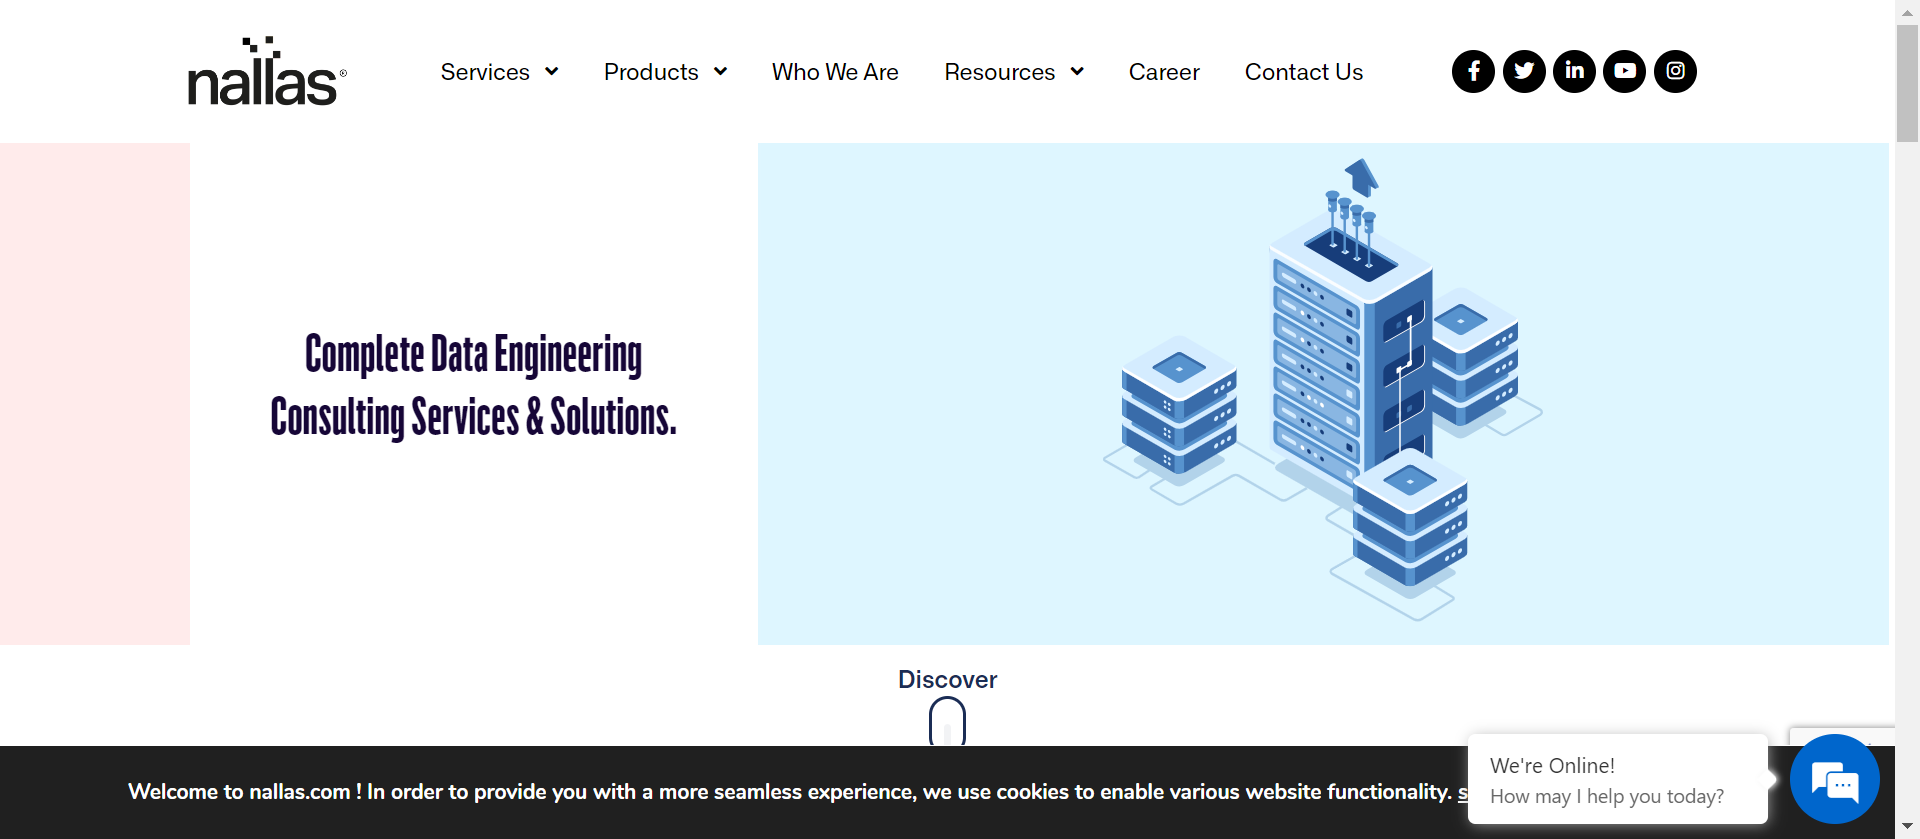 nallas
Services
Products
Who We Are
Resources
Career
Contact Us
Complete Data Engineering
Consulting Services & Solutions.
Discover
Welcome to nallas.com ! In order to provide you with a more seamless experience, we use cookies to enable various website functionality.
We're Online!
How may I help you today?